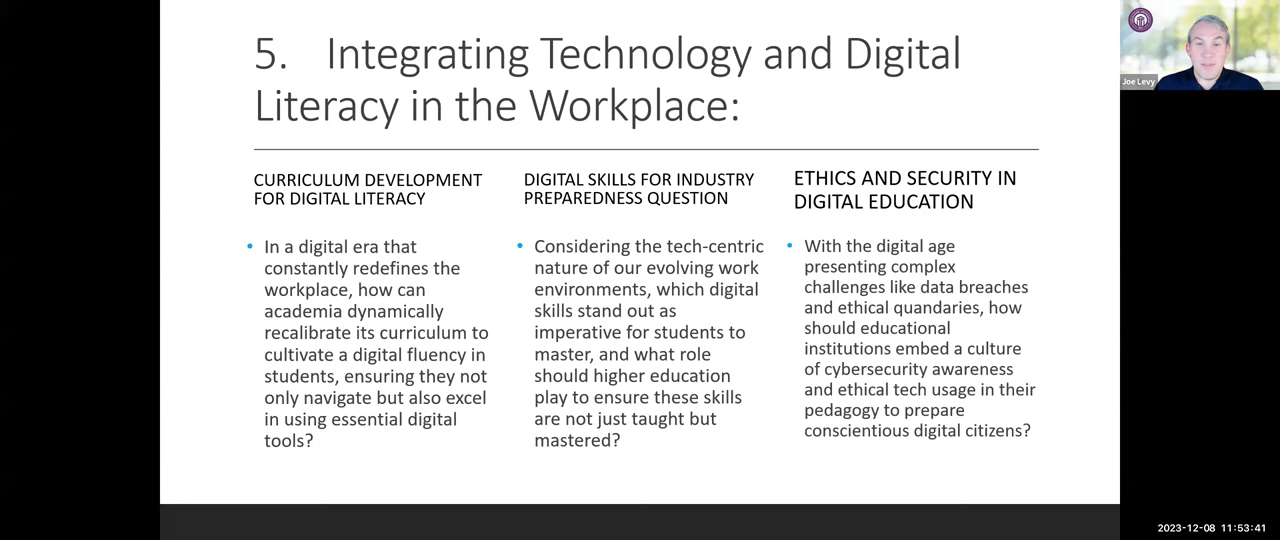 5. Integrating Technology and Digital
Literacy in the Workplace:
CURRICULUM DEVELOPMENT
FOR DIGITAL LITERACY
• In a digital era that
constantly redefines the
workplace, how can
academia dynamically
recalibrate its curriculum to
cultivate a digital fluency in
students, ensuring they not
only navigate but also excel
in using essential digital
tools?
DIGITAL SKILLS FOR INDUSTRY
PREPAREDNESS QUESTION
• Considering the tech-centric
nature of our evolving work
environments, which digital
skills stand out as
imperative for students to
master, and what role
should higher education
play to ensure these skills
are not just taught but
mastered?
ETHICS AND SECURITY IN
DIGITAL EDUCATION
• With the digital age
presenting complex
challenges like data breaches
and ethical quandaries, how
should educational
institutions embed a culture
of cybersecurity awareness
and ethical tech usage in their
pedagogy to prepare
conscientious digital citizens?
Joe Levy
2023-12-08 11:53:41